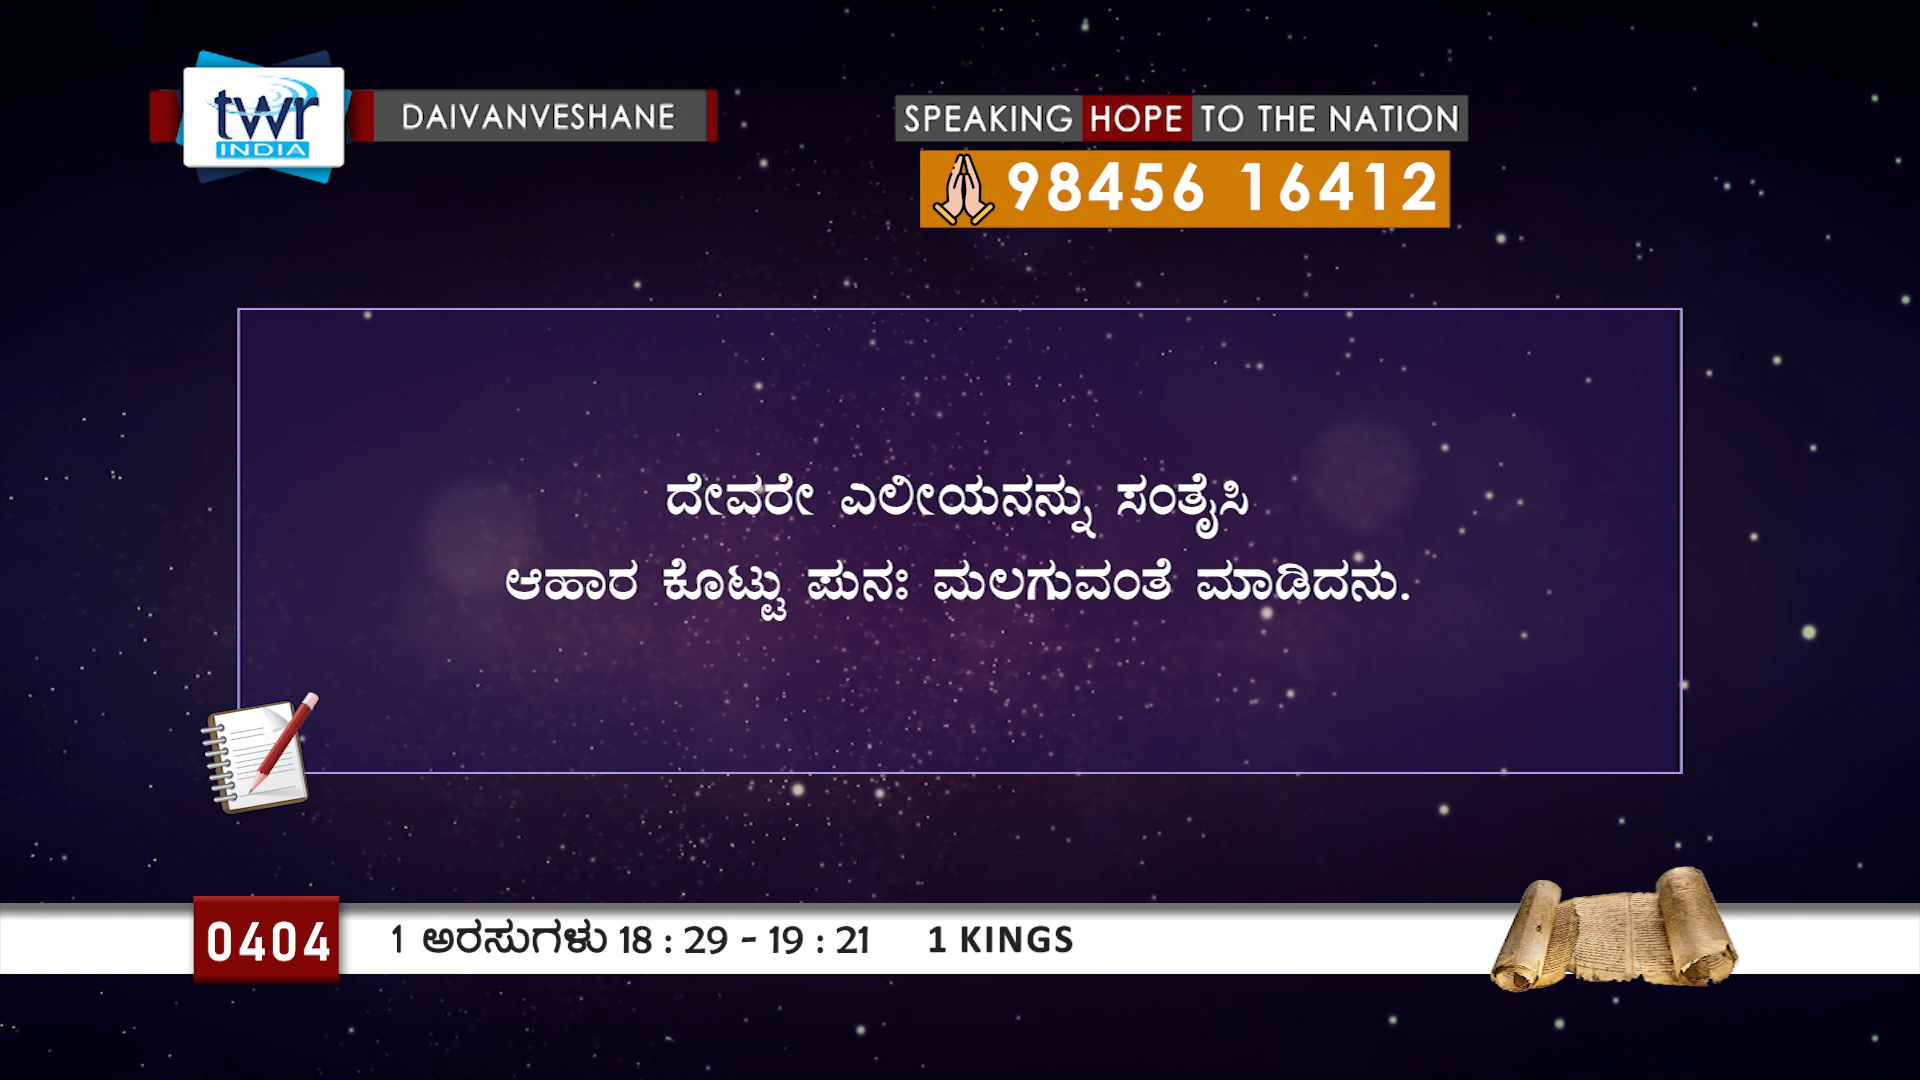 twr
INDIA
DAIVANVESHANE
SPEAKING HOPE TO THE NATION
98456 16412
ದೇವರೇ ಎಲೀಯನನ್ನು ಸಂತೈಸಿ
ಆಹಾರ ಕೊಟ್ಟು ಪುನಃ ಮಲಗುವಂತೆ ಮಾಡಿದನು.
0404
1 ಅರಸುಗಳು 18 : 29 - 19 : 21 1 KINGS